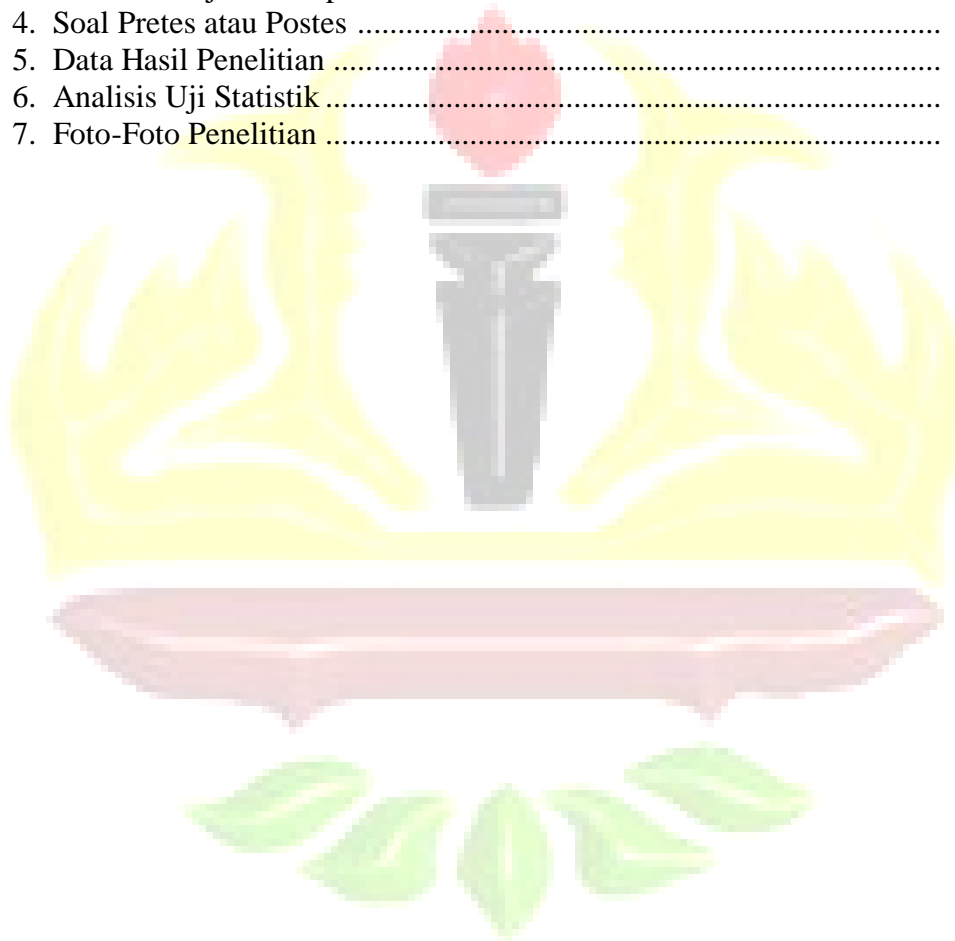 4. Soal Pretes atau Postes ........................................................................
5. Data Hasil Penelitian ...........................................................................
6. Analisis Uji Statistik ............................................................................
7. Foto-Foto Penelitian ............................................................................